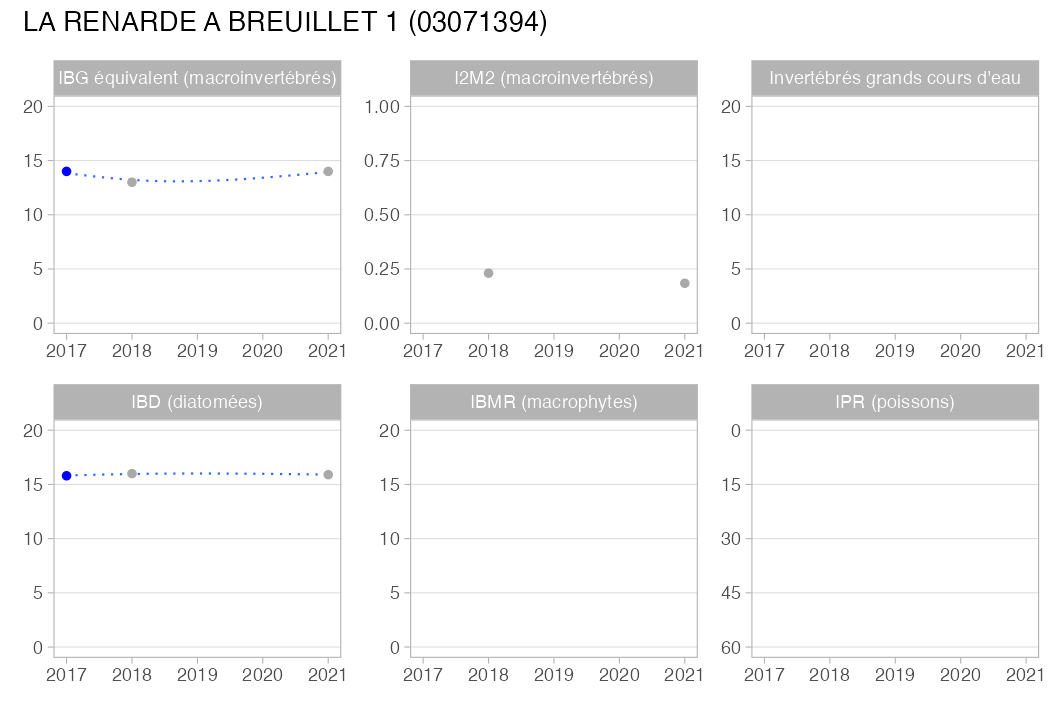 LA RENARDE A BREUILLET 1 (03071394)
IBG équivalent (macroinvertébrés)
20
15
10
5
0
2017 2018 2019 2020 2021
I2M2 (macroinvertébrés)
1.00
0.75
0.50
0.25
0.00
2017 2018 2019 2020 2021
Invertébrés grands cours d'eau
20
15
10
5
0
2017 2018 2019 2020 2021
IBD (diatomées)
20
15
10
5
0
2017 2018 2019 2020 2021
IBMR (macrophytes)
20
15
10
5
0
2017 2018 2019 2020 2021
IPR (poissons)
0
15
30
45
60
2017 2018 2019 2020 2021